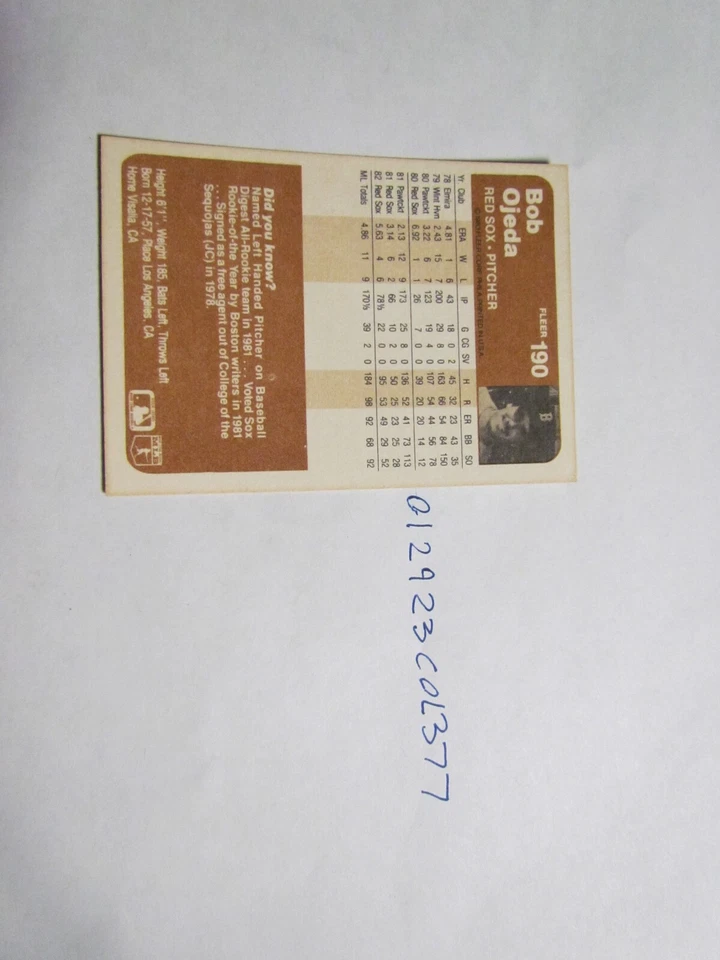 Bob
Ojeda
RED SOX • PITCHER
FLEER 190
B
Yr Club ERA W L IP G CG SV H R ER BB SO
78 Elmira 4.81 1 6 43 18 0 2 45 32 23 43 35
79 Wint Hvn 2.43 15 7 200 29 8 0 163 66 54 84 150
80 Pawtckt 3.22 6 7 123 19 4 0 107 54 44 56 78
80 Red Sox 6.92 1 1 26 7 0 0 39 20 20 14 12
81 Pawtckt 2.13 12 9 173 25 8 0 136 52 41 73 113
81 Red Sox 3.14 6 2 66 10 2 0 50 25 23 25 28
82 Red Sox 5.63 4 6 78⅓ 22 0 0 95 53 49 29 52
ML Totals 4.86 11 9 170⅓ 39 2 0 184 98 92 68 92
Did you know?
Named Left Handed Pitcher on Baseball
Digest All-Rookie team in 1981 . . . Voted Sox
Rookie-of-the Year by Boston writers in 1981
. . . Signed as a free agent out of College of the
Sequojas (JC) in 1978.
Height 6'1", Weight 185, Bats Left, Throws Left
Born 12-17-57, Place Los Angeles, CA
Home Visalia, CA
012923COL377